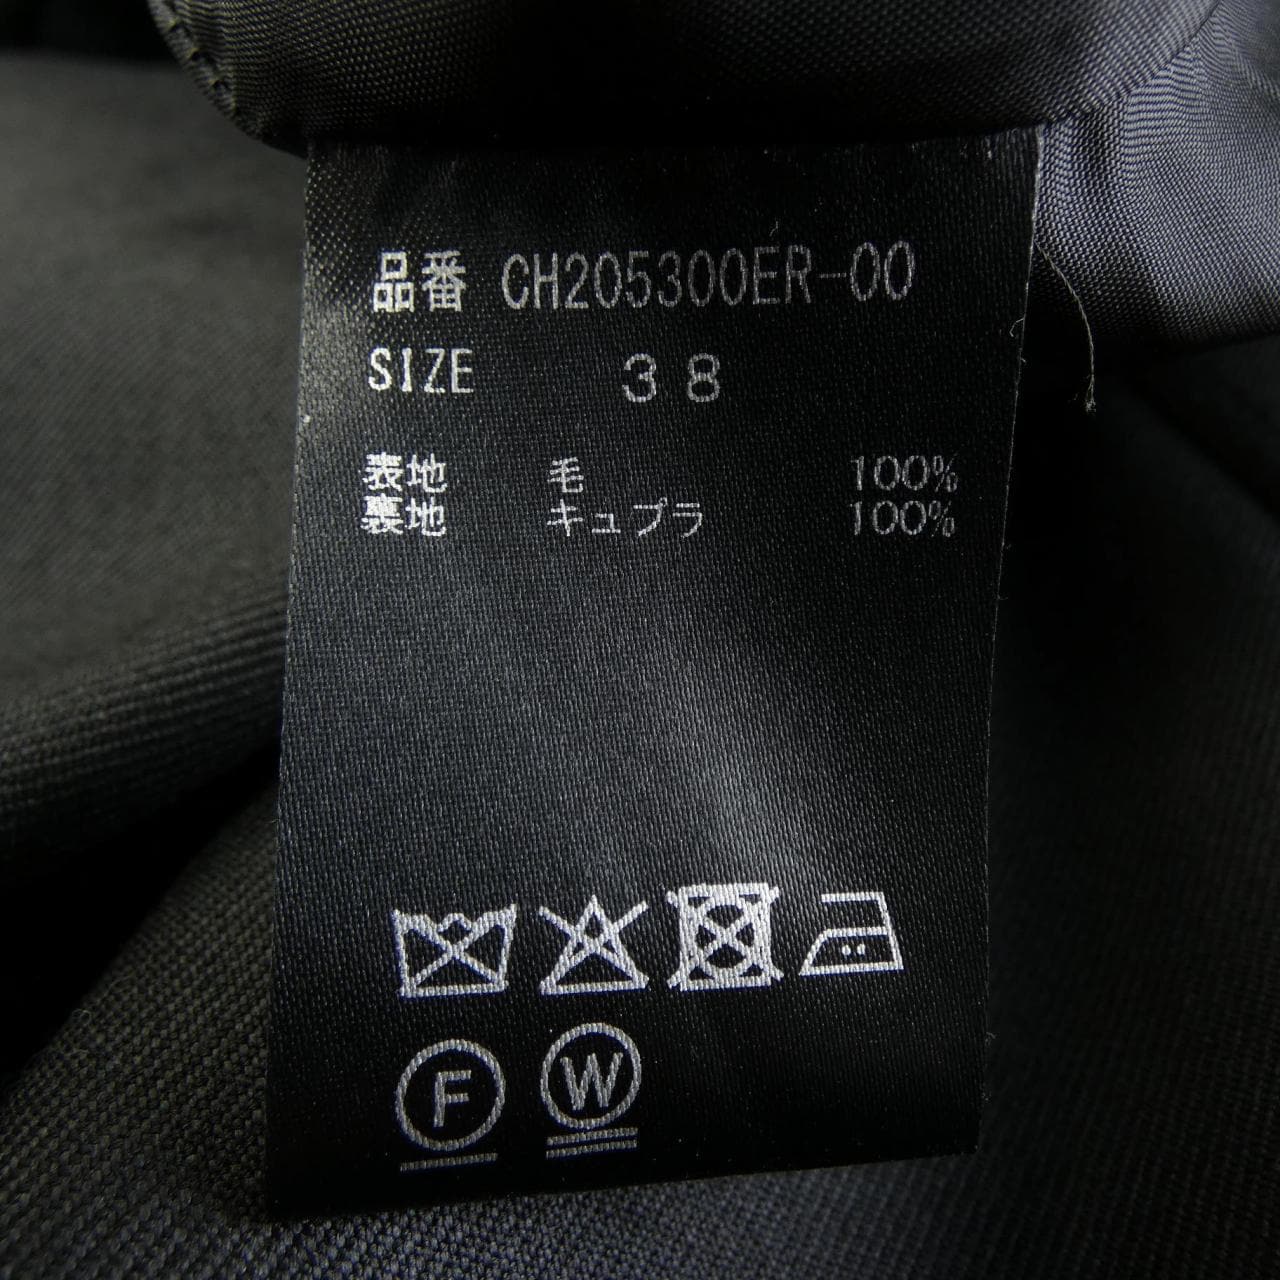 品番 CH205300ER-00
SIZE 38
表地 毛 100%
裏地 キュプラ 100%
F W